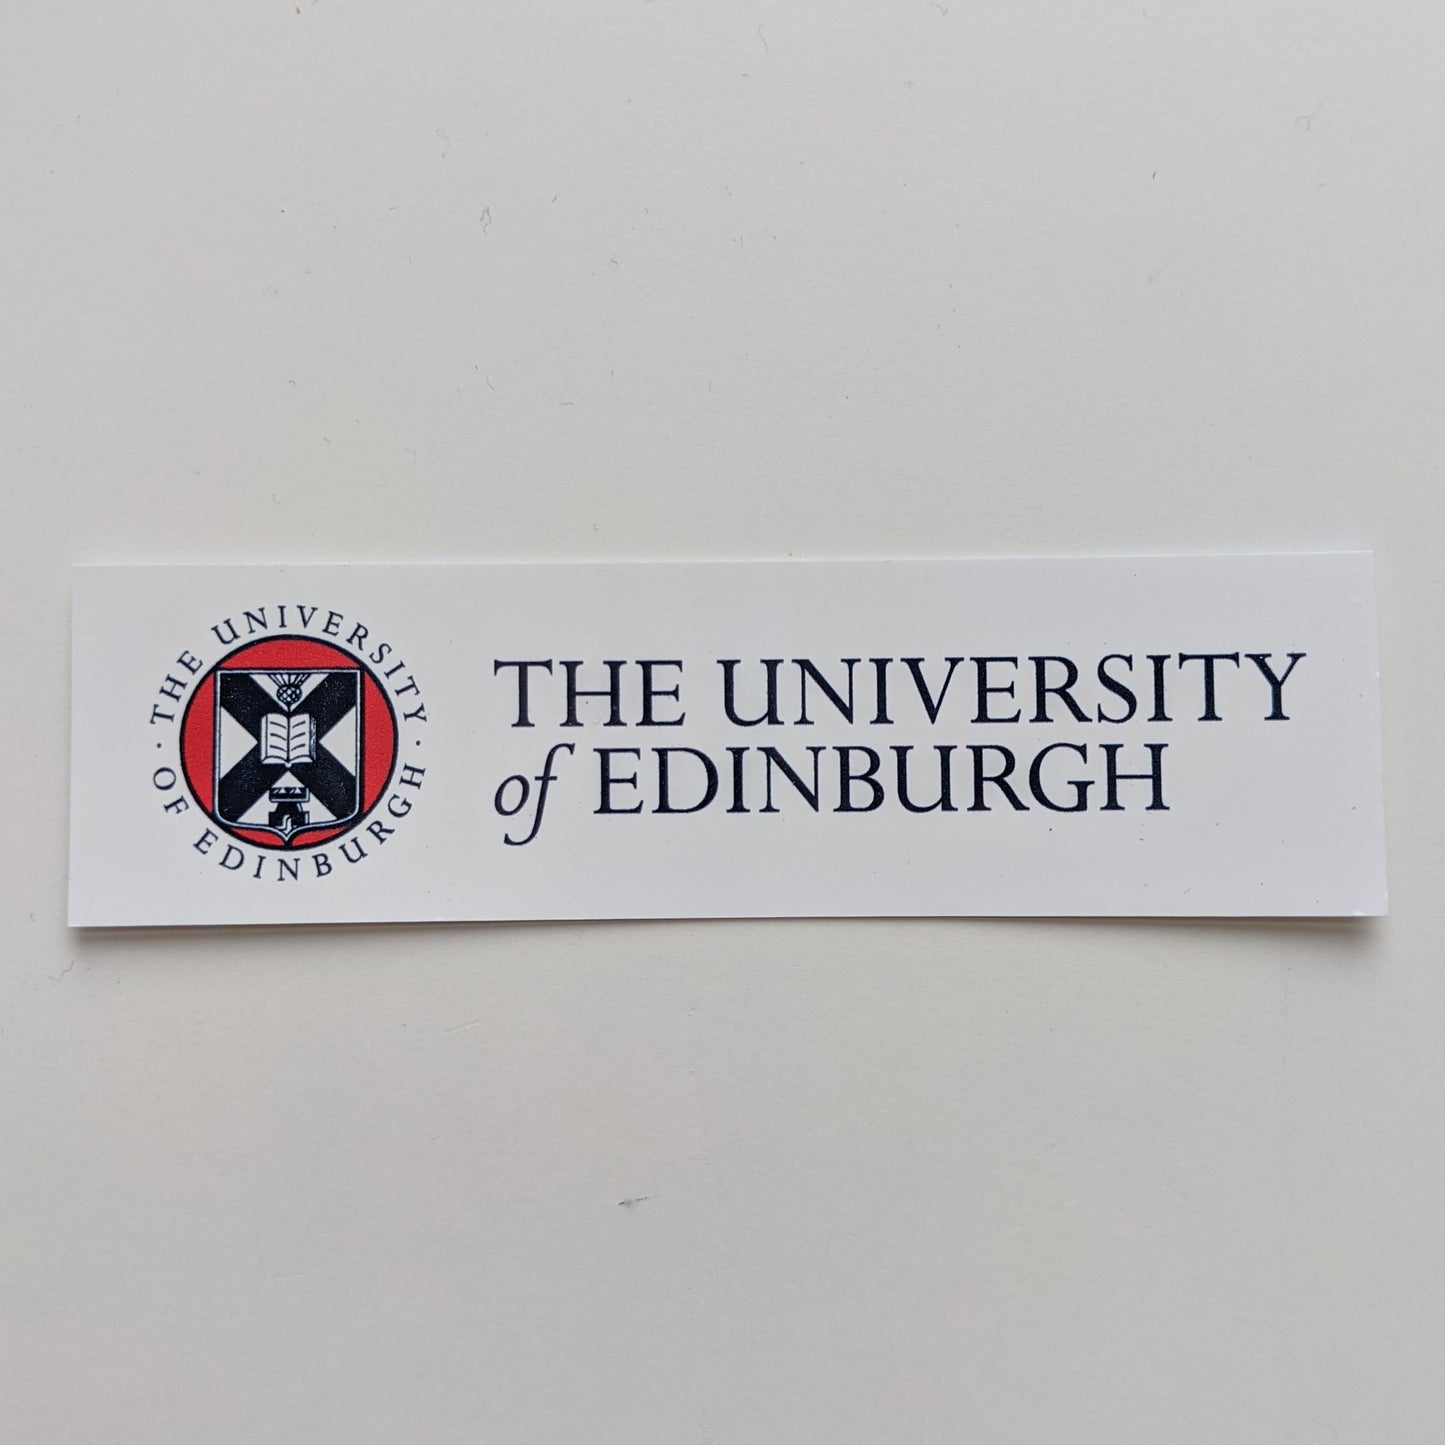 · THE UNIVERSITY ·
OF EDINBURGH
THE UNIVERSITY
of EDINBURGH